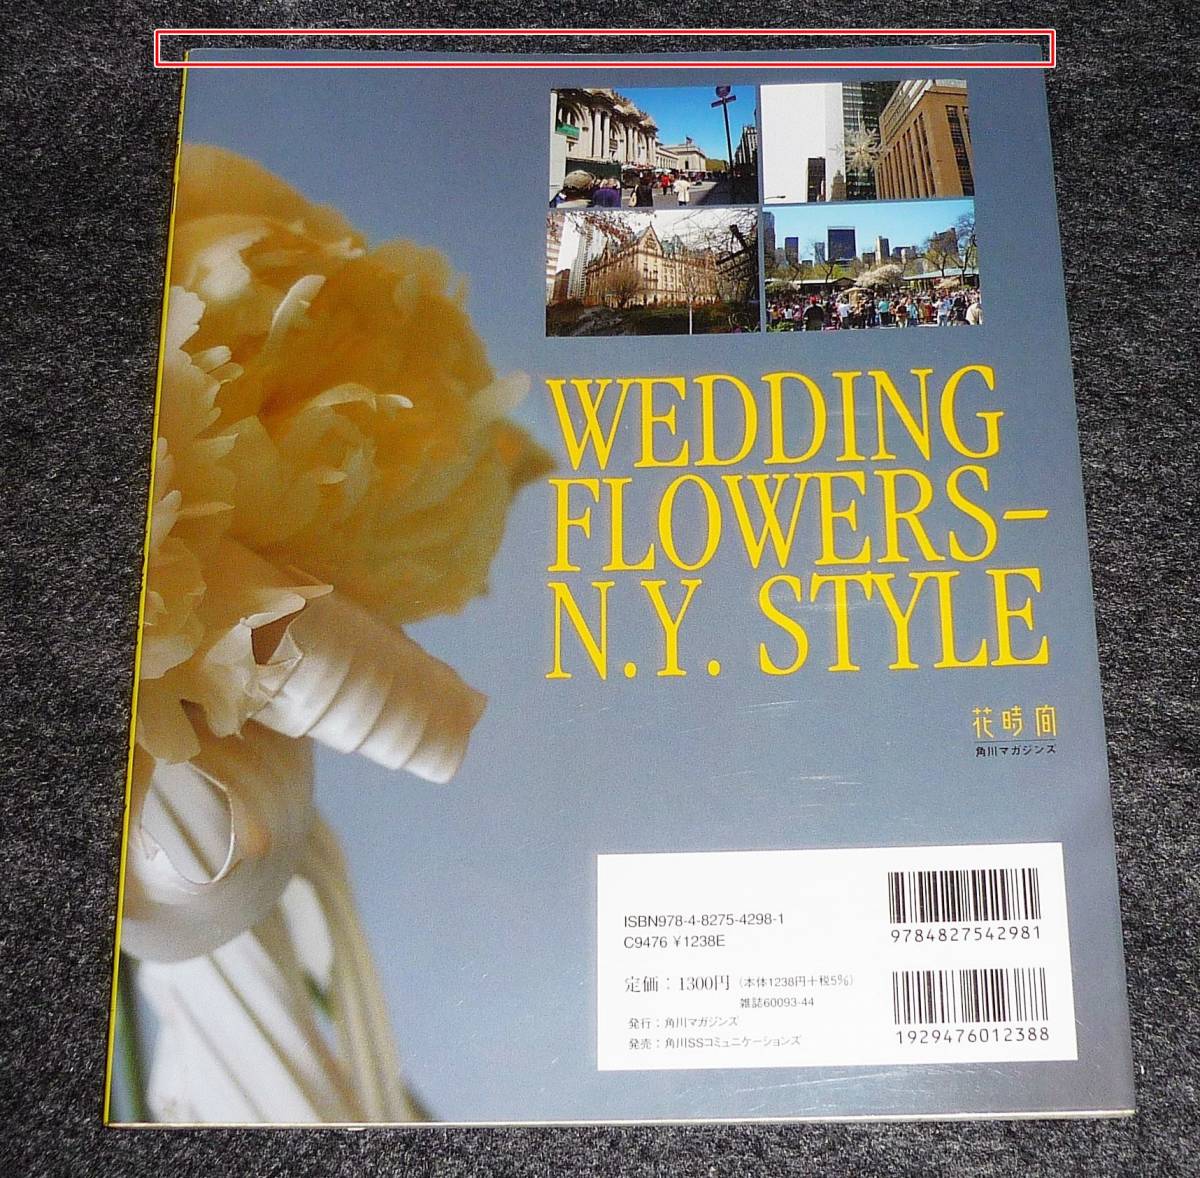 WEDDING
FLOWERS–
N.Y. STYLE
花時間
角川マガジンズ
ISBN978-4-8275-4298-1
C9476 ¥1238E
定価：1300円（本体1238円＋税5％）
雑誌60093-44
発行：角川マガジンズ
発売：角川SSコミュニケーションズ
9784827542981
1929476012388